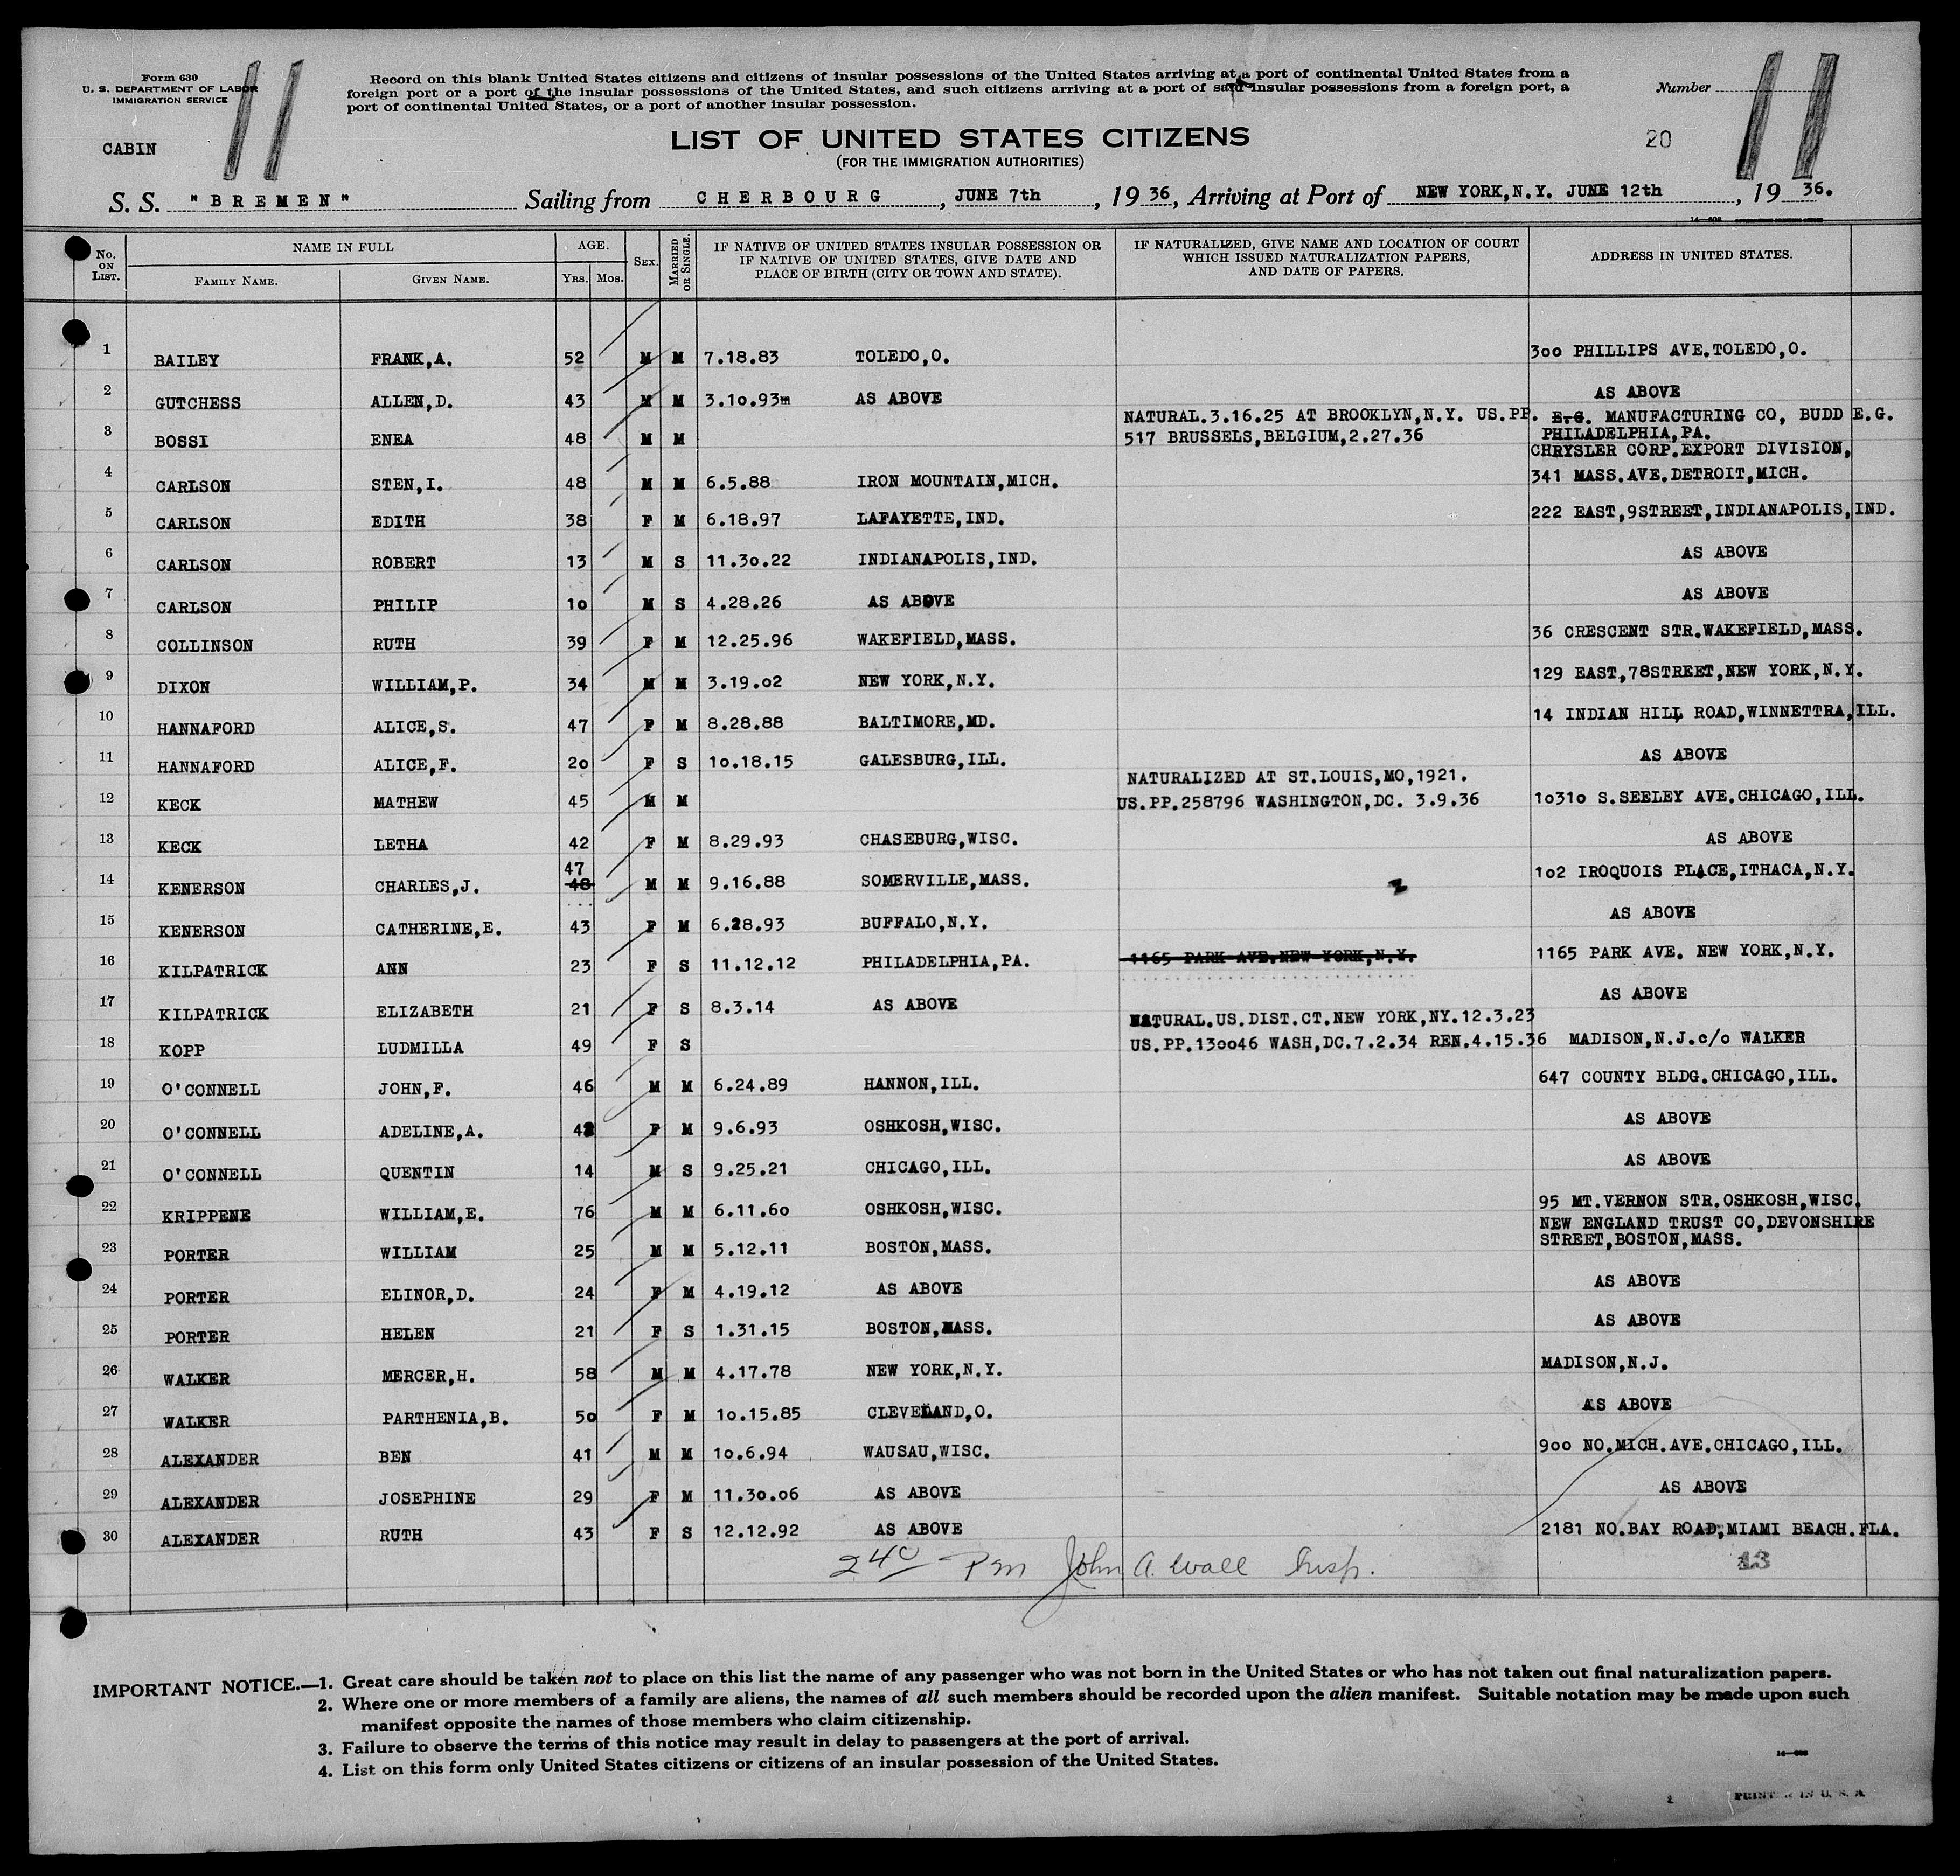 Form 630
U. S. DEPARTMENT OF LABOR
IMMIGRATION SERVICE
11
CABIN
Record on this blank United States citizens and citizens of insular possessions of the United States arriving at a port of continental United States from a
foreign port or a port of the insular possessions of the United States, and such citizens arriving at a port of said insular possessions from a foreign port, a
port of continental United States, or a port of another insular possession.
Number 11
LIST OF UNITED STATES CITIZENS
(FOR THE IMMIGRATION AUTHORITIES)
20
S. S. "BREMEN" Sailing from CHERBOURG, JUNE 7th, 1936, Arriving at Port of NEW YORK,N.Y. JUNE 12th, 1936.
No. ON LIST. NAME IN FULL FAMILY NAME. GIVEN NAME. AGE. YRS. MOS. SEX. MARRIED OR SINGLE. IF NATIVE OF UNITED STATES INSULAR POSSESSION OR IF NATIVE OF UNITED STATES, GIVE DATE AND PLACE OF BIRTH (CITY OR TOWN AND STATE). IF NATURALIZED, GIVE NAME AND LOCATION OF COURT WHICH ISSUED NATURALIZATION PAPERS, AND DATE OF PAPERS. ADDRESS IN UNITED STATES.
1 BAILEY FRANK,A. 52 M M 7.18.83 TOLEDO,O. 300 PHILLIPS AVE.TOLEDO,O.
2 GUTCHESS ALLEN,D. 43 M M 3.10.93 AS ABOVE AS ABOVE
NATURAL.3.16.25 AT BROOKLYN,N.Y. US.PP. E.G. MANUFACTURING CO, BUDD E.G.
3 BOSSI ENEA 48 M M 517 BRUSSELS,BELGIUM,2.27.36 PHILADELPHIA,PA.
CHRYSLER CORP.EXPORT DIVISION,
4 CARLSON STEN,I. 48 M M 6.5.88 IRON MOUNTAIN,MICH. 341 MASS.AVE.DETROIT,MICH.
5 CARLSON EDITH 38 F M 6.18.97 LAFAYETTE,IND. 222 EAST,9STREET,INDIANAPOLIS,IND.
6 CARLSON ROBERT 13 M S 11.30.22 INDIANAPOLIS,IND. AS ABOVE
7 CARLSON PHILIP 10 M S 4.28.26 AS ABOVE AS ABOVE
8 COLLINSON RUTH 39 F M 12.25.96 WAKEFIELD,MASS. 36 CRESCENT STR.WAKEFIELD,MASS.
9 DIXON WILLIAM,P. 34 M M 3.19.02 NEW YORK,N.Y. 129 EAST,78STREET,NEW YORK,N.Y.
10 HANNAFORD ALICE,S. 47 F M 8.28.88 BALTIMORE,MD. 14 INDIAN HILL ROAD,WINNETTRA,ILL.
11 HANNAFORD ALICE,F. 20 F S 10.18.15 GALESBURG,ILL. AS ABOVE
NATURALIZED AT ST.LOUIS,MO,1921.
12 KECK MATHEW 45 M M US.PP.258796 WASHINGTON,DC. 3.9.36 10310 S.SEELEY AVE.CHICAGO,ILL.
13 KECK LETHA 42 F M 8.29.93 CHASEBURG,WISC. AS ABOVE
47
14 KENERSON CHARLES,J. 48 M M 9.16.88 SOMERVILLE,MASS. 102 IROQUOIS PLACE,ITHACA,N.Y.
15 KENERSON CATHERINE,E. 43 F M 6.28.93 BUFFALO,N.Y. AS ABOVE
16 KILPATRICK ANN 23 F S 11.12.12 PHILADELPHIA,PA. 1165 PARK AVE.NEW YORK,N.Y. 1165 PARK AVE. NEW YORK,N.Y.
17 KILPATRICK ELIZABETH 21 F S 8.3.14 AS ABOVE AS ABOVE
NATURAL.US.DIST.CT.NEW YORK,NY.12.3.23
18 KOPP LUDMILLA 49 F S US.PP.130046 WASH,DC.7.2.34 REN.4.15.36 MADISON,N.J.c/o WALKER
19 O'CONNELL JOHN,F. 46 M M 6.24.89 HANNON,ILL. 647 COUNTY BLDG.CHICAGO,ILL.
20 O'CONNELL ADELINE,A. F M 9.6.93 OSHKOSH,WISC. AS ABOVE
21 O'CONNELL QUENTIN 14 M S 9.25.21 CHICAGO,ILL. AS ABOVE
22 KRIPPENE WILLIAM,E. 76 M M 6.11.60 OSHKOSH,WISC. 95 MT.VERNON STR.OSHKOSH,WISC.
NEW ENGLAND TRUST CO,DEVONSHIRE
23 PORTER WILLIAM 25 M M 5.12.11 BOSTON,MASS. STREET,BOSTON,MASS.
24 PORTER ELINOR,D. 24 F M 4.19.12 AS ABOVE AS ABOVE
25 PORTER HELEN 21 F S 1.31.15 BOSTON,MASS. AS ABOVE
26 WALKER MERCER,H. 58 M M 4.17.78 NEW YORK,N.Y. MADISON,N.J.
27 WALKER PARTHENIA,B. 50 F M 10.15.85 CLEVELAND,O. AS ABOVE
28 ALEXANDER BEN 41 M M 10.6.94 WAUSAU,WISC. 900 NO.MICH.AVE.CHICAGO,ILL.
29 ALEXANDER JOSEPHINE 29 F M 11.30.06 AS ABOVE AS ABOVE
30 ALEXANDER RUTH 43 F S 12.12.92 AS ABOVE 2181 NO.BAY ROAD,MIAMI BEACH.FLA.
2 40 Pm John A. Wall Insp. 13
IMPORTANT NOTICE.—1. Great care should be taken not to place on this list the name of any passenger who was not born in the United States or who has not taken out final naturalization papers.
2. Where one or more members of a family are aliens, the names of all such members should be recorded upon the alien manifest. Suitable notation may be made upon such
manifest opposite the names of those members who claim citizenship.
3. Failure to observe the terms of this notice may result in delay to passengers at the port of arrival.
4. List on this form only United States citizens or citizens of an insular possession of the United States.
IN U. S. A.